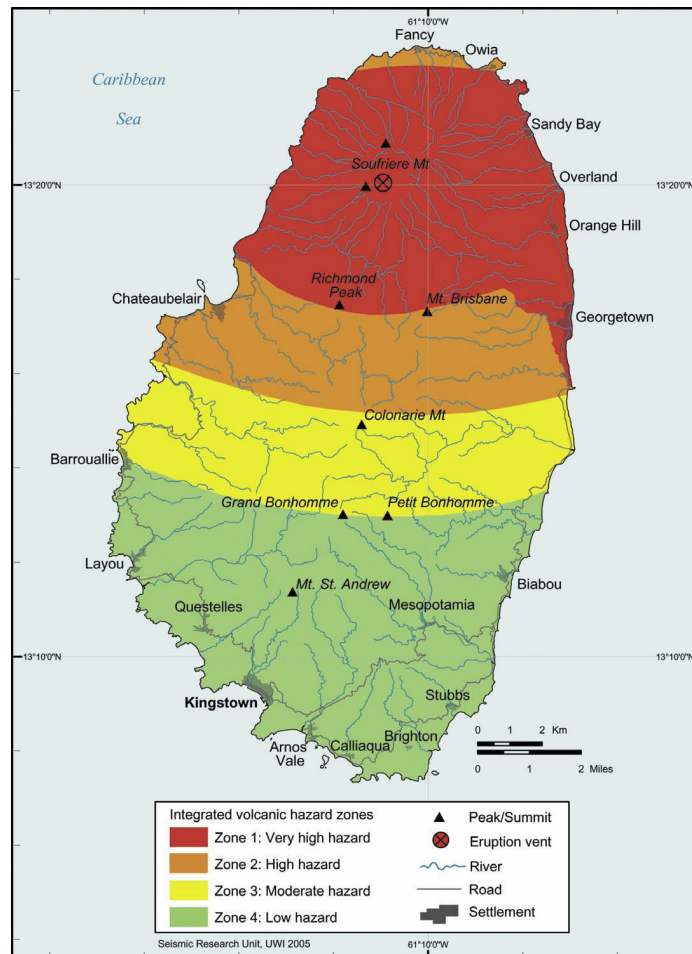 61°10'0"W
Fancy
Owia
Caribbean
Sea
Sandy Bay
Soufriere Mt
Overland
13°20'0"N
13°20'0"N
Orange Hill
Richmond
Peak
Mt. Brisbane
Chateaubelair
Georgetown
Colonarie Mt
Barrouallie
Grand Bonhomme
Petit Bonhomme
Layou
Mt. St. Andrew
Biabou
Questelles
Mesopotamia
13°10'0"N
13°10'0"N
Kingstown
Stubbs
Arnos
Vale
Calliaqua
Brighton
0 1 2 Km
0 1 2 Miles
Integrated volcanic hazard zones
Zone 1: Very high hazard
Zone 2: High hazard
Zone 3: Moderate hazard
Zone 4: Low hazard
Peak/Summit
Eruption vent
River
Road
Settlement
Seismic Research Unit, UWI 2005
61°10'0"W